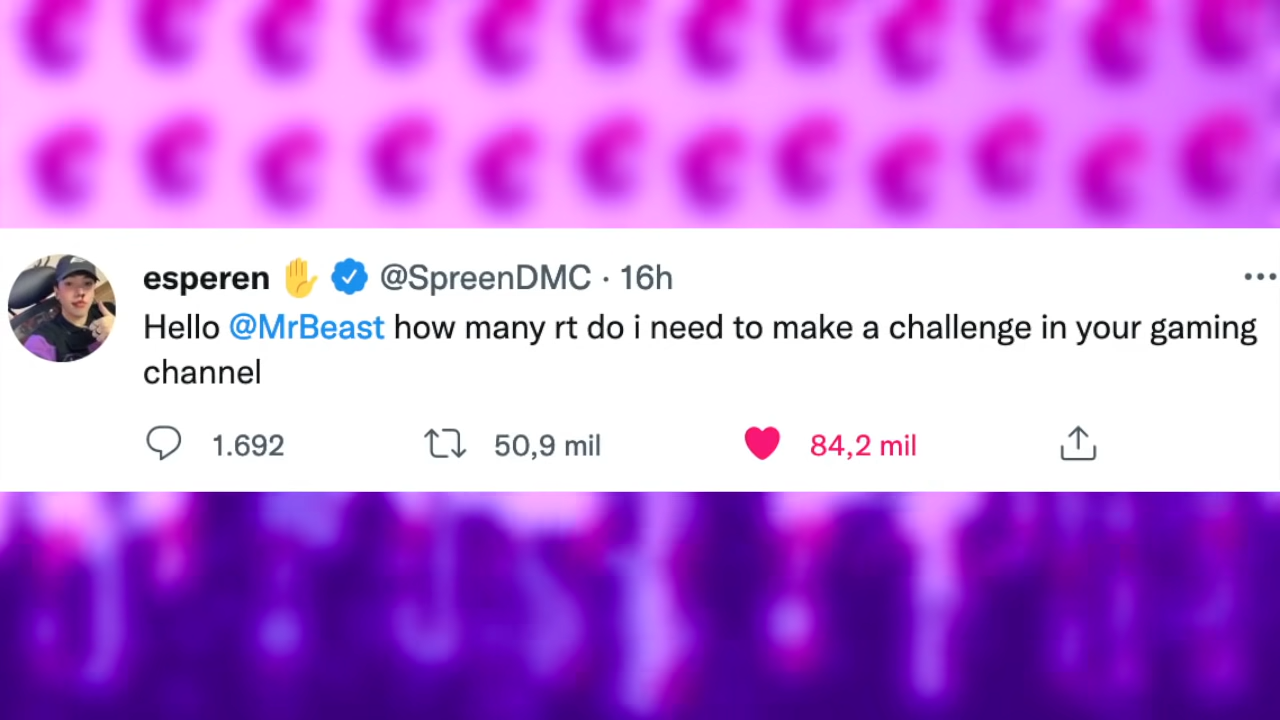 esperen ✋ @SpreenDMC · 16h
Hello @MrBeast how many rt do i need to make a challenge in your gaming
channel
1.692 50,9 mil 84,2 mil